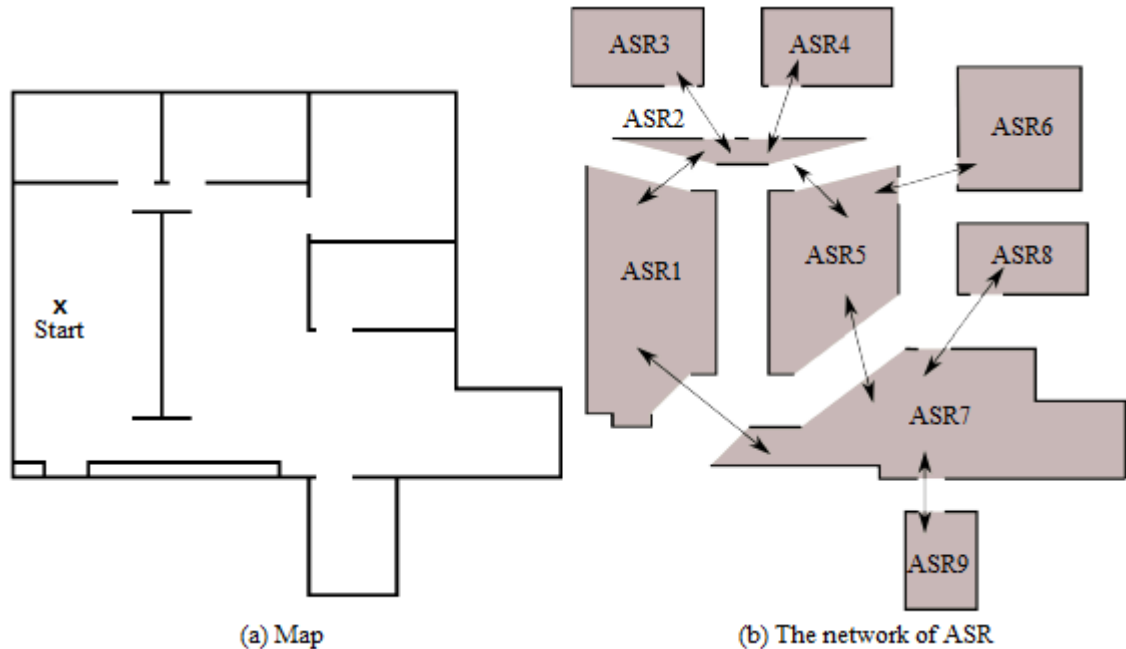 ASR3
ASR4
ASR2
ASR6
ASR1
ASR5
ASR8
x
Start
ASR7
ASR9
(a) Map
(b) The network of ASR